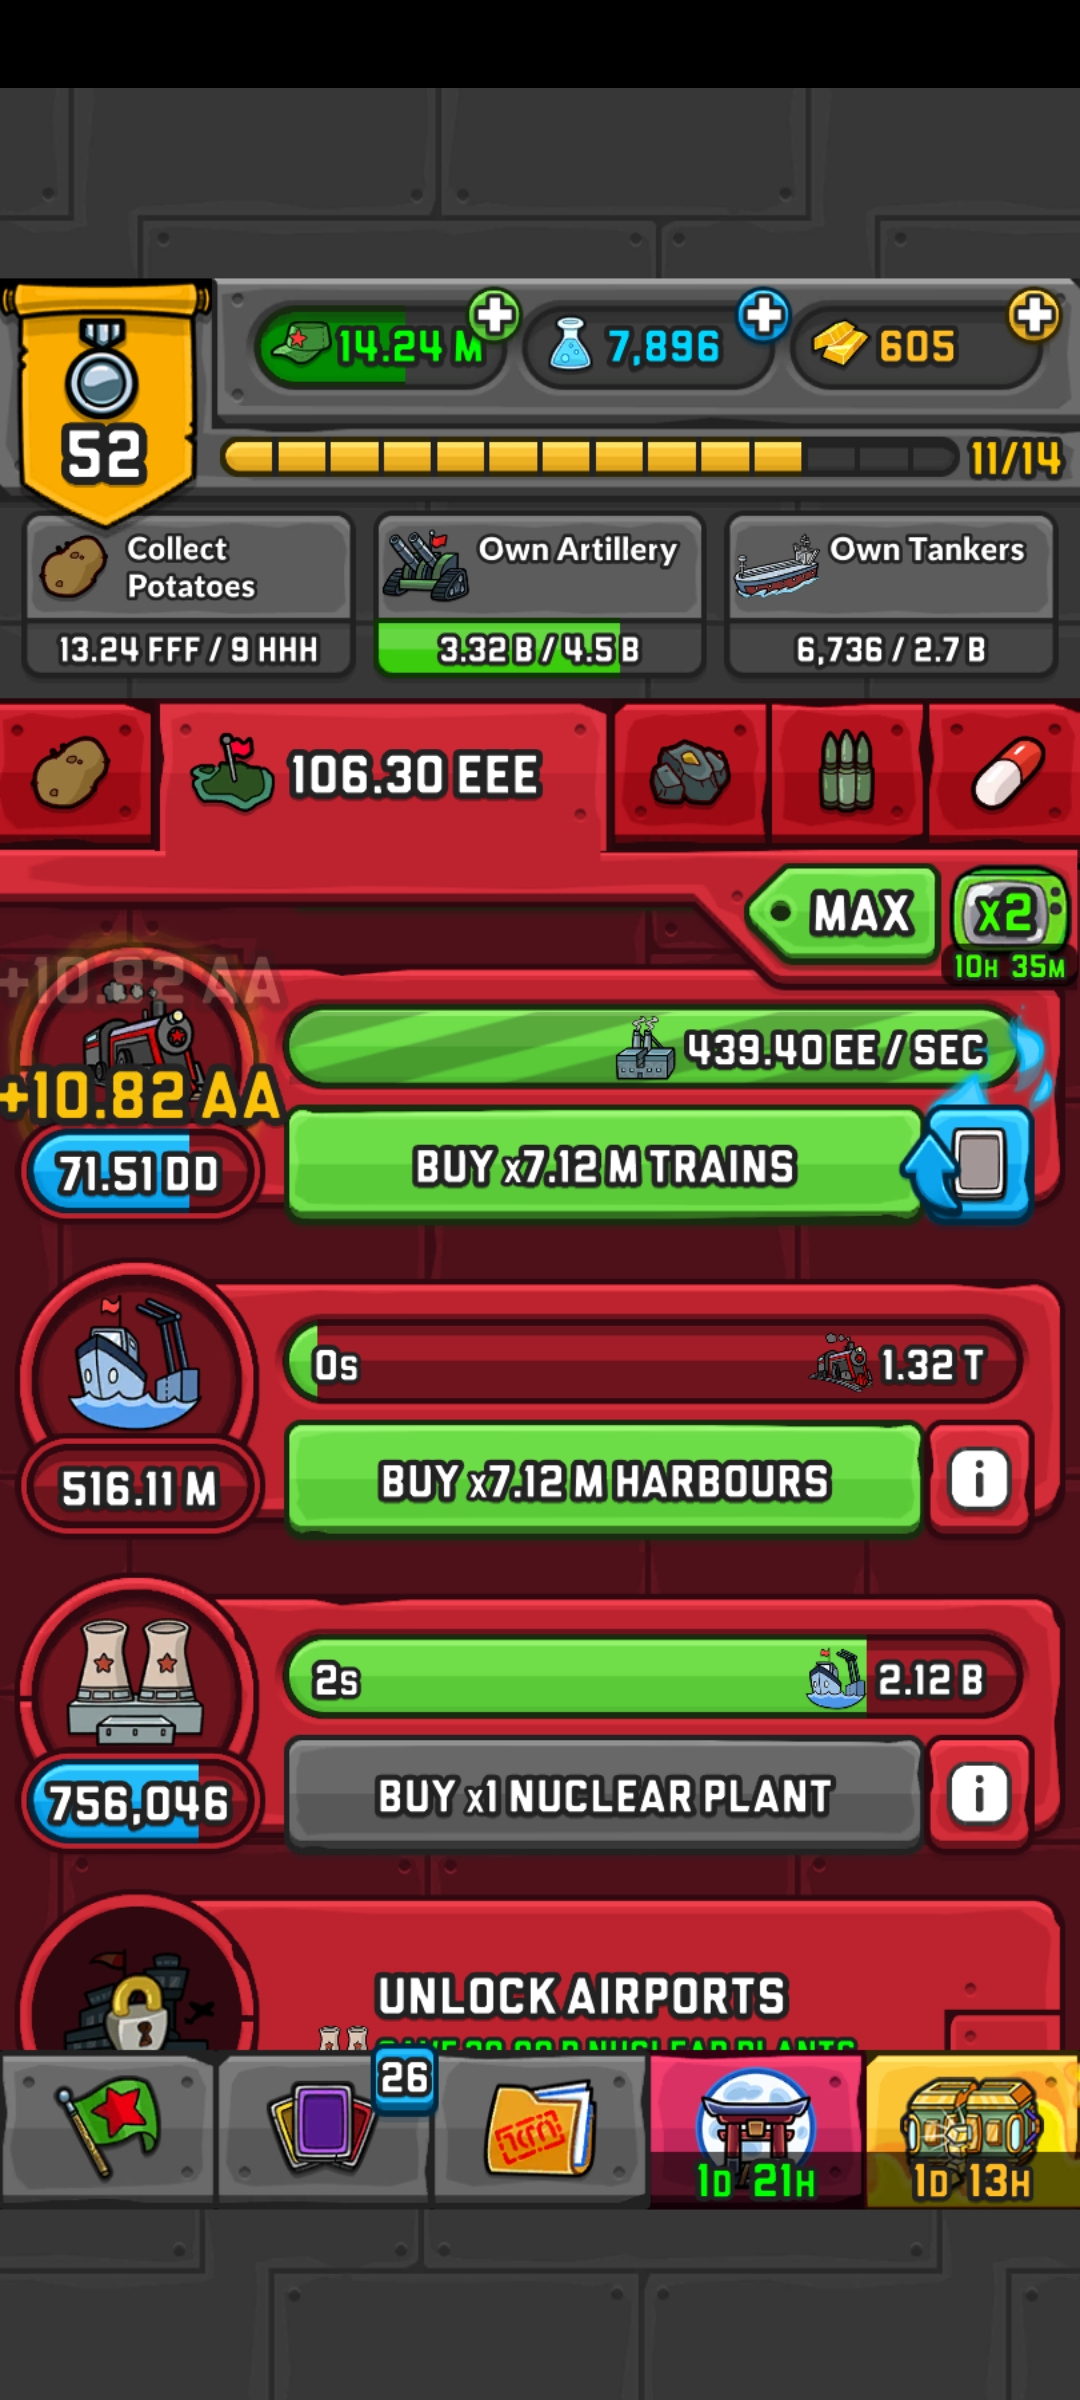 14.24 M
7,896
605
52
11/14
Collect
Potatoes
13.24 FFF / 9 HHH
Own Artillery
3.32 B / 4.5 B
Own Tankers
6,736 / 2.7 B
106.30 EEE
MAX
x2
10H 35M
+10.82 AA
+10.82 AA
439.40 EE / SEC
71.51 DD
BUY x7.12 M TRAINS
0s
1.32 T
516.11 M
BUY x7.12 M HARBOURS
i
2s
2.12 B
756,046
BUY x1 NUCLEAR PLANT
i
UNLOCK AIRPORTS
NUCLEAR PLANTS
26
1D 21H
1D 13H